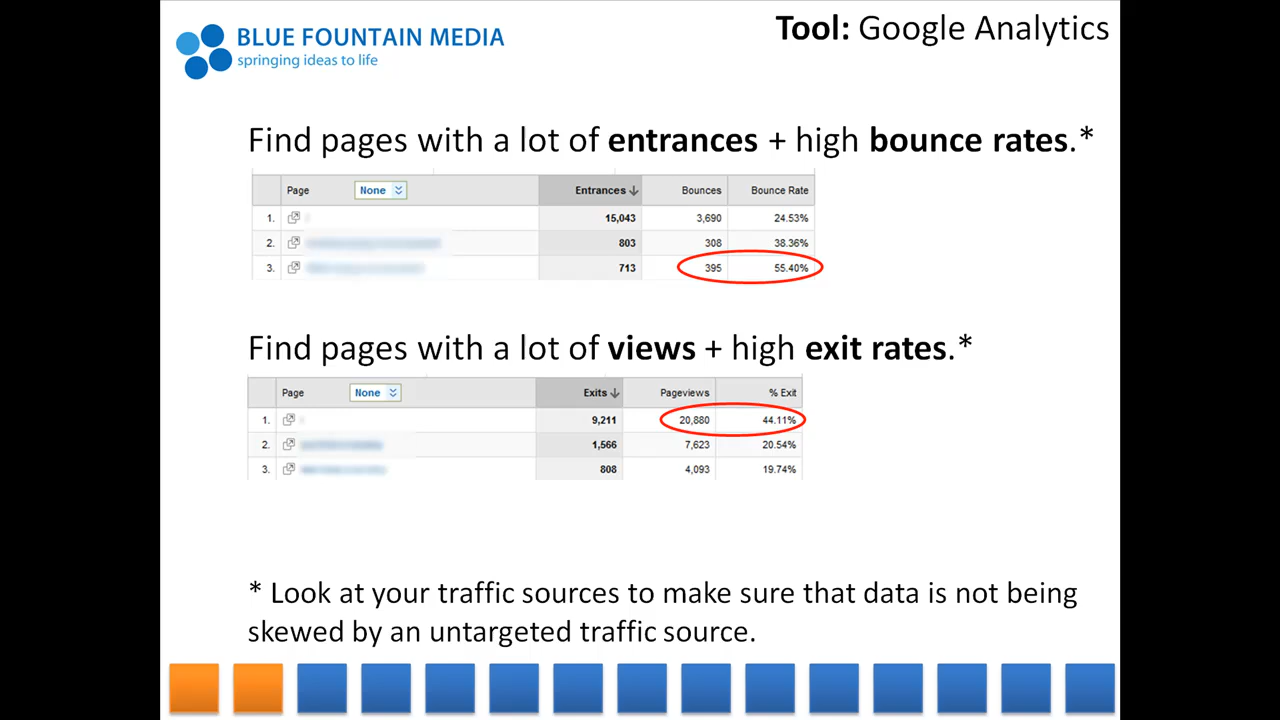 BLUE FOUNTAIN MEDIA
springing ideas to life
Tool: Google Analytics
Find pages with a lot of entrances + high bounce rates.*
Page None Entrances Bounces Bounce Rate
1. 15,043 3,690 24.53%
2. 803 308 38.36%
3. 713 395 55.40%
Find pages with a lot of views + high exit rates.*
Page None Exits Pageviews % Exit
1. 9,211 20,880 44.11%
2. 1,566 7,623 20.54%
3. 808 4,093 19.74%
* Look at your traffic sources to make sure that data is not being
skewed by an untargeted traffic source.